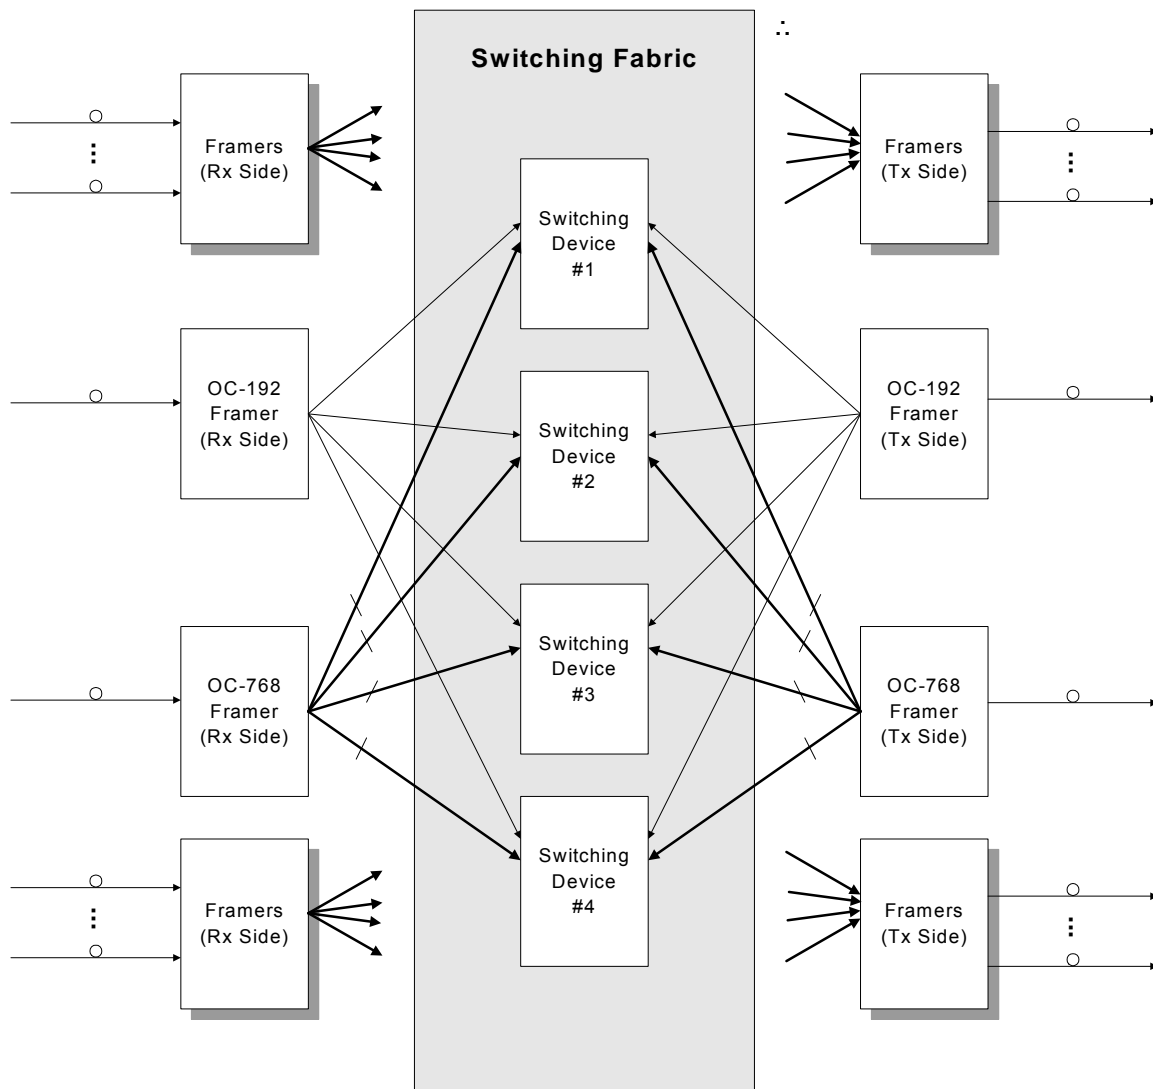 Switching Fabric
Framers
(Rx Side)
Framers
(Tx Side)
Switching
Device
#1
OC-192
Framer
(Rx Side)
Switching
Device
#2
OC-192
Framer
(Tx Side)
Switching
Device
#3
OC-768
Framer
(Rx Side)
OC-768
Framer
(Tx Side)
Switching
Device
#4
Framers
(Rx Side)
Framers
(Tx Side)